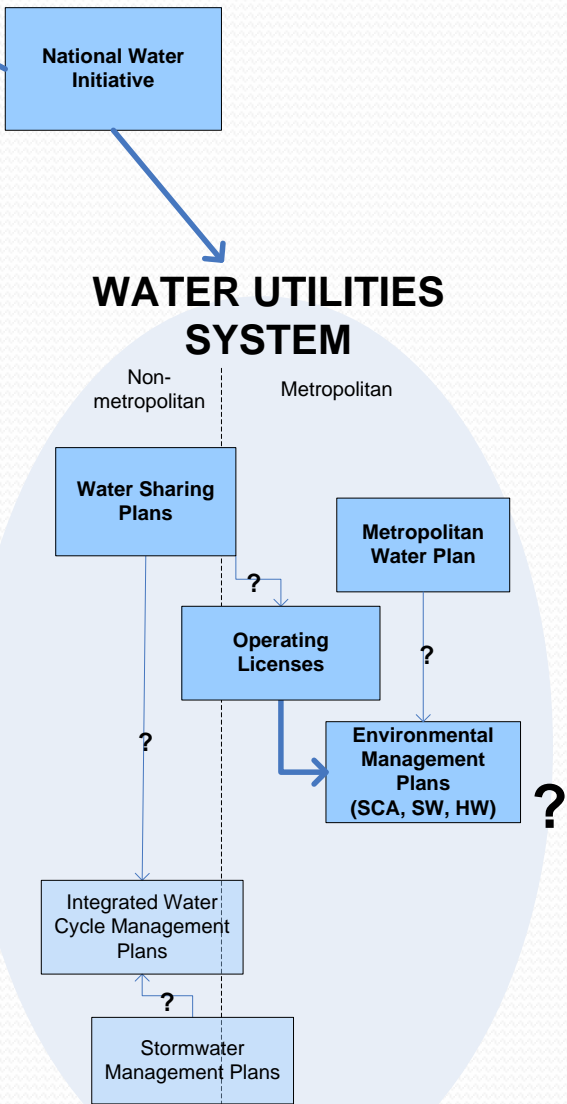 National Water
Initiative
WATER UTILITIES
SYSTEM
Non-
metropolitan
Metropolitan
Water Sharing
Plans
Metropolitan
Water Plan
?
Operating
Licenses
?
?
Environmental
Management
Plans
(SCA, SW, HW)
?
Integrated Water
Cycle Management
Plans
?
Stormwater
Management Plans